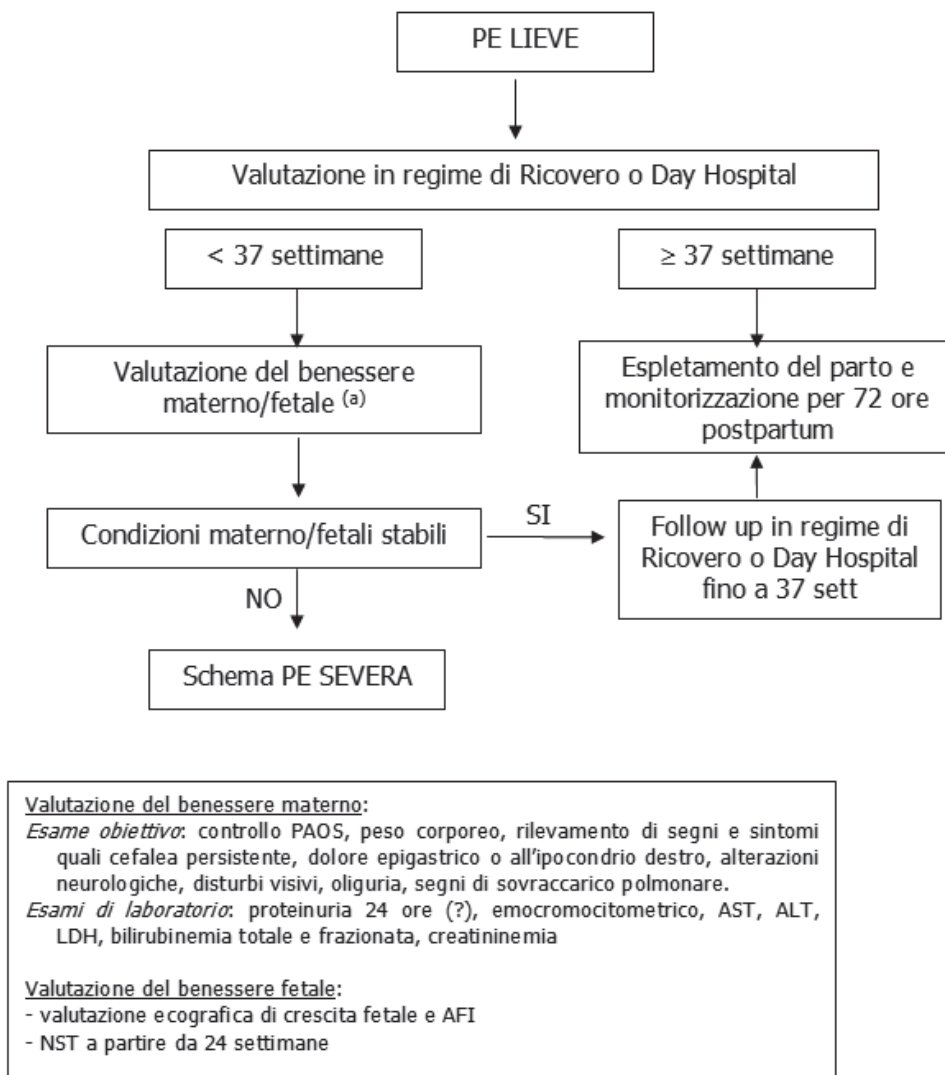 PE LIEVE
Valutazione in regime di Ricovero o Day Hospital
< 37 settimane
≥ 37 settimane
Valutazione del benessere
materno/fetale (a)
Espletamento del parto e
monitorizzazione per 72 ore
postpartum
Condizioni materno/fetali stabili
SI
Follow up in regime di
Ricovero o Day Hospital
fino a 37 sett
NO
Schema PE SEVERA
Valutazione del benessere materno:
Esame obiettivo: controllo PAOS, peso corporeo, rilevamento di segni e sintomi
quali cefalea persistente, dolore epigastrico o all'ipocondrio destro, alterazioni
neurologiche, disturbi visivi, oliguria, segni di sovraccarico polmonare.
Esami di laboratorio: proteinuria 24 ore (?), emocromocitometrico, AST, ALT,
LDH, bilirubinemia totale e frazionata, creatininemia
Valutazione del benessere fetale:
- valutazione ecografica di crescita fetale e AFI
- NST a partire da 24 settimane